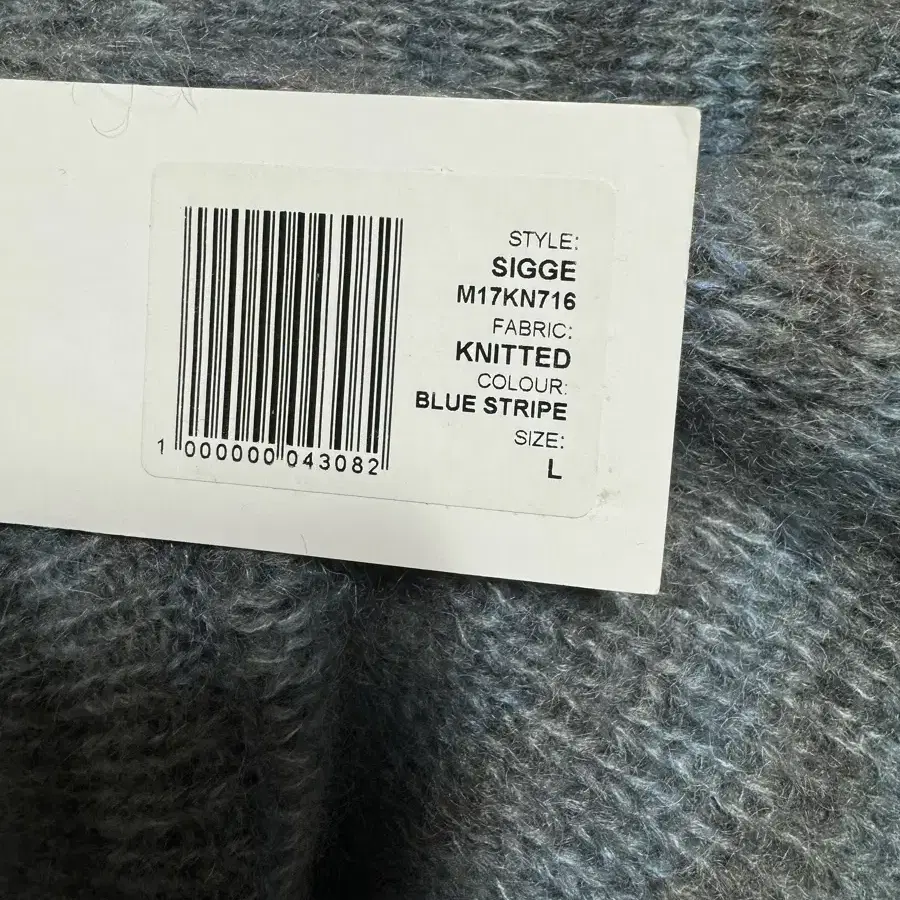 STYLE:
SIGGE
M17KN716
FABRIC:
KNITTED
COLOUR:
BLUE STRIPE
SIZE:
L
1 000000 043082